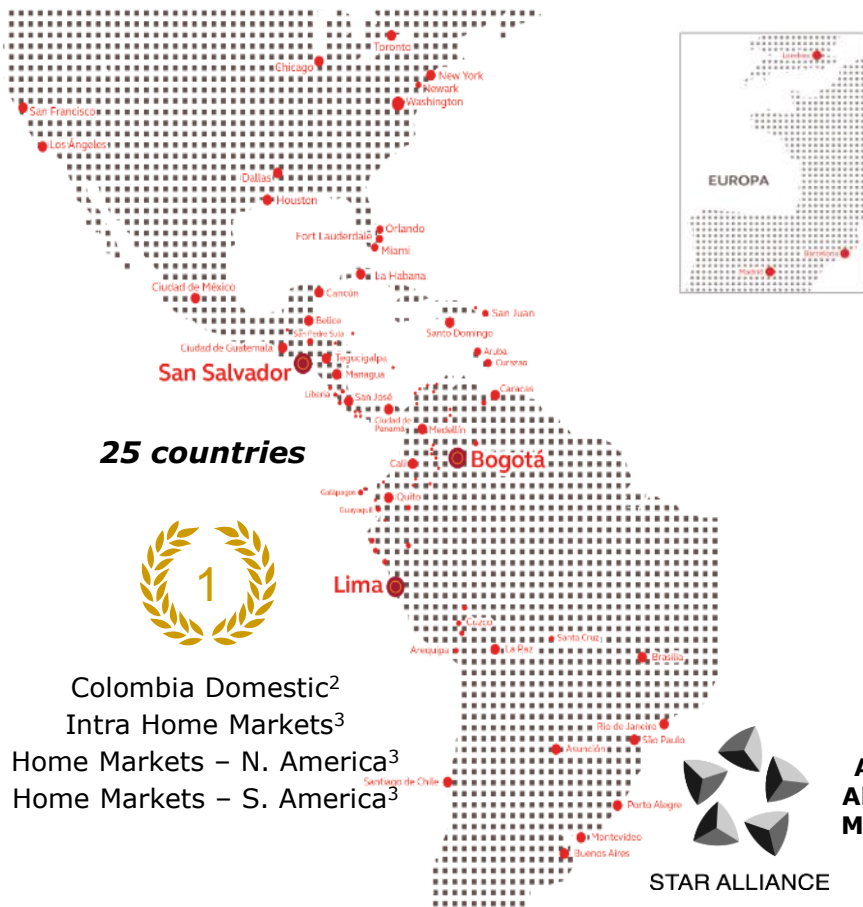 Toronto
Chicago
New York
Newark
Washington
San Francisco
Los Ángeles
Dallas
Houston
Orlando
Fort Lauderdale
Miami
La Habana
Ciudad de México
Cancún
Belice
San Pedro Sula
Ciudad de Guatemala
Tegucigalpa
San Salvador
Managua
Liberia
San José
Ciudad de
Panamá
San Juan
Santo Domingo
Aruba
Curazao
Caracas
Medellín
Bogotá
Cali
Galápagos
Quito
Guayaquil
Lima
Cuzco
Arequipa
La Paz
Santa Cruz
Brasilia
Río de Janeiro
São Paulo
Asunción
Santiago de Chile
Porto Alegre
Montevideo
Buenos Aires
Londres
EUROPA
Barcelona
Madrid
25 countries
1
Colombia Domestic²
Intra Home Markets³
Home Markets – N. America³
Home Markets – S. America³
STAR ALLIANCE
A
Al
M